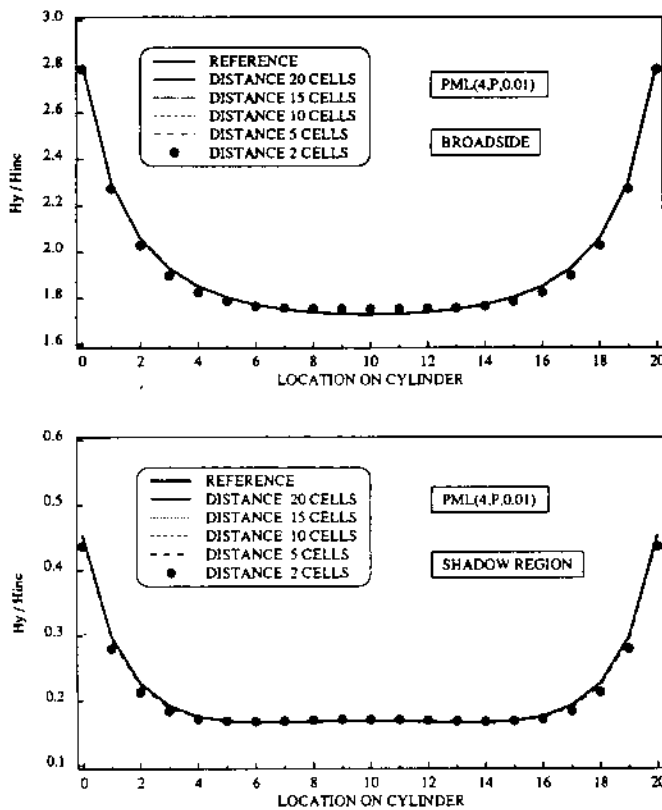 3.0
2.8
2.6
2.4
2.2
2.0
1.8
1.6
Hy / Hinc
REFERENCE
DISTANCE 20 CELLS
DISTANCE 15 CELLS
DISTANCE 10 CELLS
DISTANCE 5 CELLS
DISTANCE 2 CELLS
PML(4,P,0.01)
BROADSIDE
0 2 4 6 8 10 12 14 16 18 20
LOCATION ON CYLINDER
0.6
0.5
0.4
0.3
0.2
0.1
Hy / Hinc
REFERENCE
DISTANCE 20 CELLS
DISTANCE 15 CELLS
DISTANCE 10 CELLS
DISTANCE 5 CELLS
DISTANCE 2 CELLS
PML(4,P,0.01)
SHADOW REGION
0 2 4 6 8 10 12 14 16 18 20
LOCATION ON CYLINDER